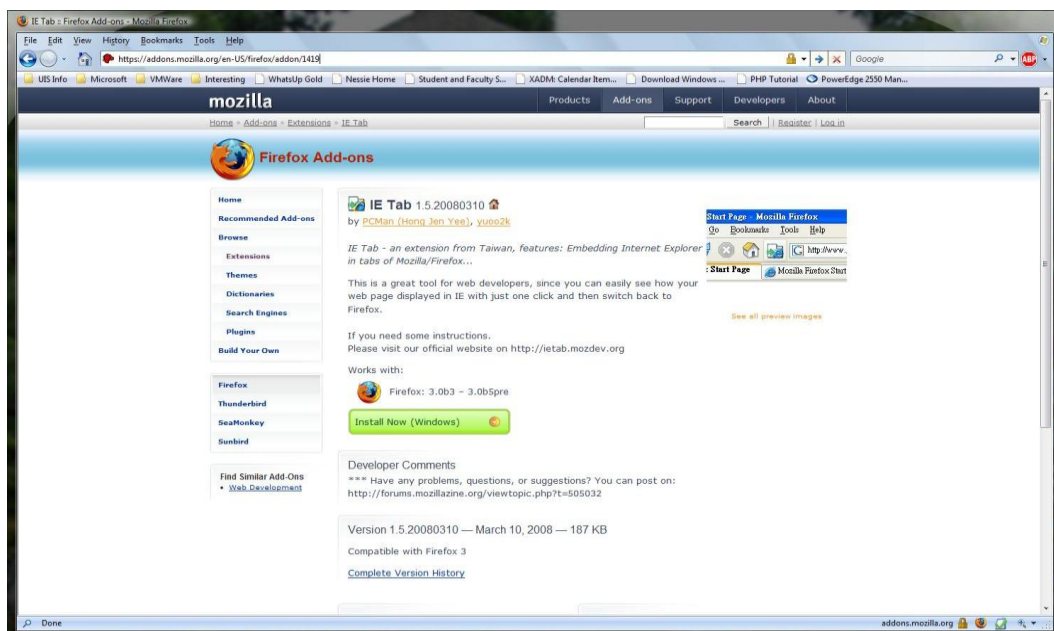 IE Tab :: Firefox Add-ons - Mozilla Firefox
File Edit View History Bookmarks Tools Help
https://addons.mozilla.org/en-US/firefox/addon/1419
Google
ABP
UIS Info Microsoft VMWare Interesting WhatsUp Gold Nessie Home Student and Faculty S... XADM: Calendar Item... Download Windows ... PHP Tutorial PowerEdge 2550 Man...
mozilla
Products Add-ons Support Developers About
Home » Add-ons » Extensions » IE Tab
Search | Register | Log in
Firefox Add-ons
Home
Recommended Add-ons
Browse
Extensions
Themes
Dictionaries
Search Engines
Plugins
Build Your Own
Firefox
Thunderbird
SeaMonkey
Sunbird
Find Similar Add-Ons
• Web Development
IE Tab 1.5.20080310
by PCMan (Hong Jen Yee), yuoo2k
IE Tab - an extension from Taiwan, features: Embedding Internet Explorer
in tabs of Mozilla/Firefox...
This is a great tool for web developers, since you can easily see how your
web page displayed in IE with just one click and then switch back to
Firefox.
If you need some instructions.
Please visit our official website on http://ietab.mozdev.org
Works with:
Firefox: 3.0b3 – 3.0b5pre
Install Now (Windows)
Start Page - Mozilla Firefox
Go Bookmarks Tools Help
http://www.
Start Page Mozilla Firefox Start
See all preview images
Developer Comments
*** Have any problems, questions, or suggestions? You can post on:
http://forums.mozillazine.org/viewtopic.php?t=505032
Version 1.5.20080310 — March 10, 2008 — 187 KB
Compatible with Firefox 3
Complete Version History
Done
addons.mozilla.org